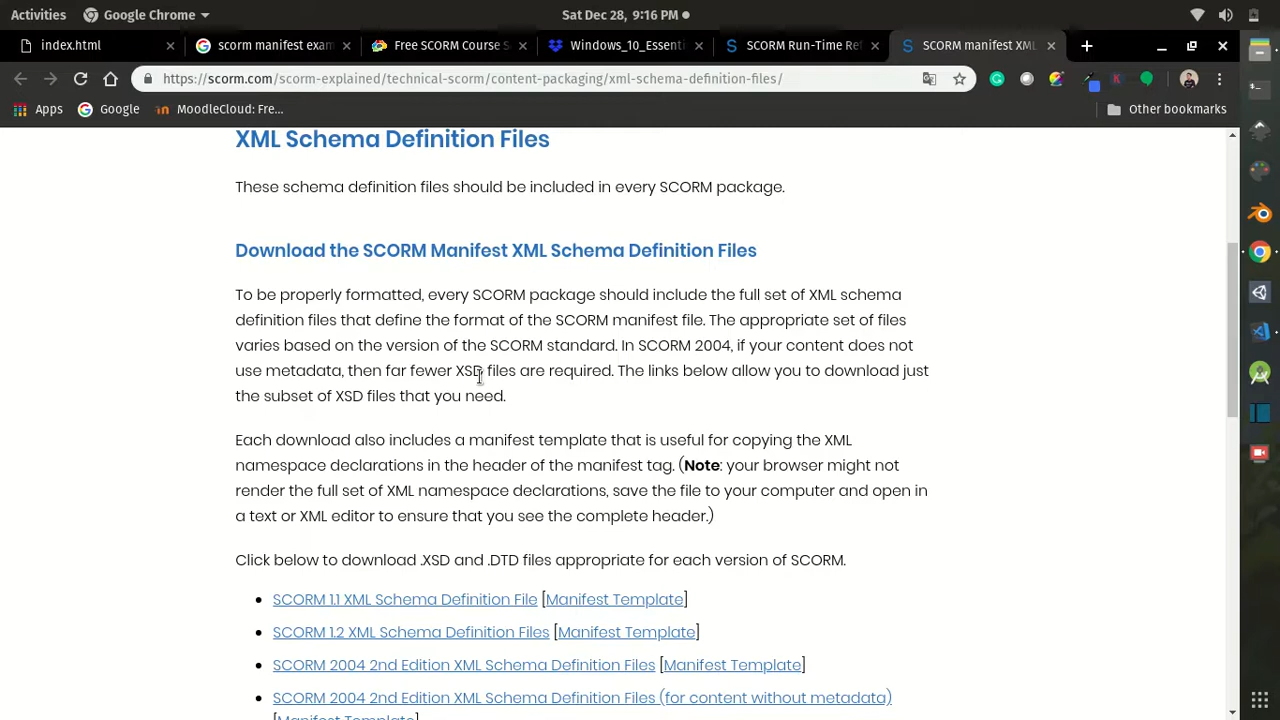 Activities Google Chrome Sat Dec 28, 9:16 PM
index.html scorm manifest exam Free SCORM Course S Windows_10_Essenti SCORM Run-Time Ref SCORM manifest XML
https://scorm.com/scorm-explained/technical-scorm/content-packaging/xml-schema-definition-files/
Apps Google MoodleCloud: Fre... Other bookmarks
XML Schema Definition Files
These schema definition files should be included in every SCORM package.
Download the SCORM Manifest XML Schema Definition Files
To be properly formatted, every SCORM package should include the full set of XML schema
definition files that define the format of the SCORM manifest file. The appropriate set of files
varies based on the version of the SCORM standard. In SCORM 2004, if your content does not
use metadata, then far fewer XSD files are required. The links below allow you to download just
the subset of XSD files that you need.
Each download also includes a manifest template that is useful for copying the XML
namespace declarations in the header of the manifest tag. (Note: your browser might not
render the full set of XML namespace declarations, save the file to your computer and open in
a text or XML editor to ensure that you see the complete header.)
Click below to download .XSD and .DTD files appropriate for each version of SCORM.
• SCORM 1.1 XML Schema Definition File [Manifest Template]
• SCORM 1.2 XML Schema Definition Files [Manifest Template]
• SCORM 2004 2nd Edition XML Schema Definition Files [Manifest Template]
• SCORM 2004 2nd Edition XML Schema Definition Files (for content without metadata)
[Manifest Template]